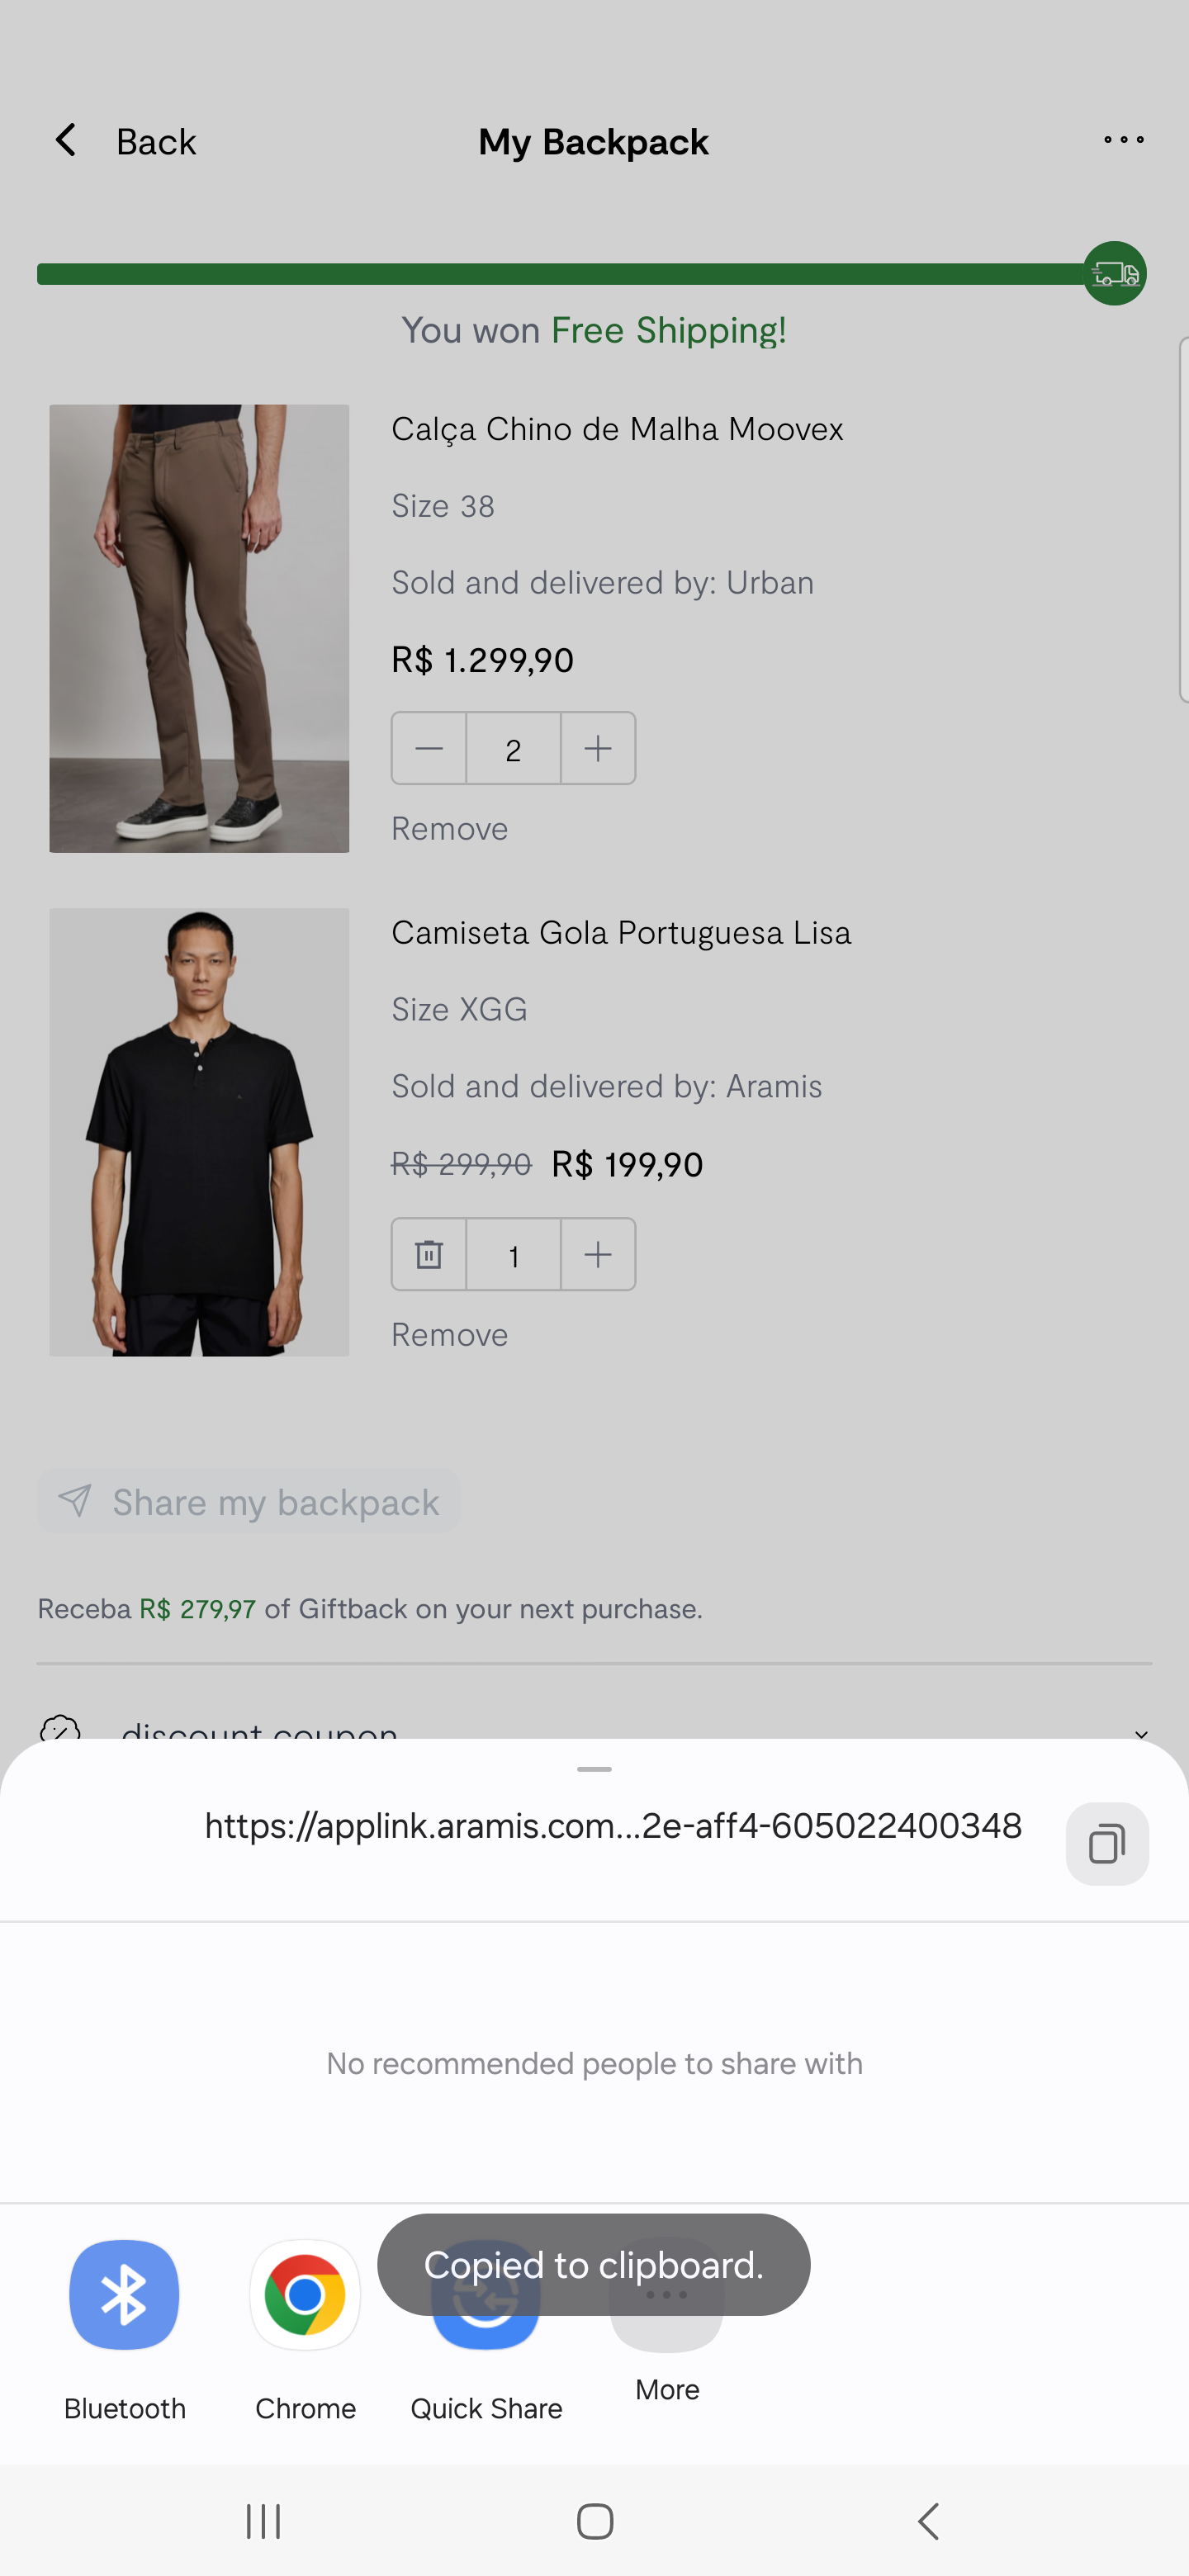 Back
My Backpack
You won Free Shipping!
Calça Chino de Malha Moovex
Size 38
Sold and delivered by: Urban
R$ 1.299,90
2
Remove
Camiseta Gola Portuguesa Lisa
Size XGG
Sold and delivered by: Aramis
R$ 299,90 R$ 199,90
1
Remove
Share my backpack
Receba R$ 279,97 of Giftback on your next purchase.
discount coupon
https://applink.aramis.com...2e-aff4-605022400348
No recommended people to share with
Copied to clipboard.
Bluetooth
Chrome
Quick Share
More